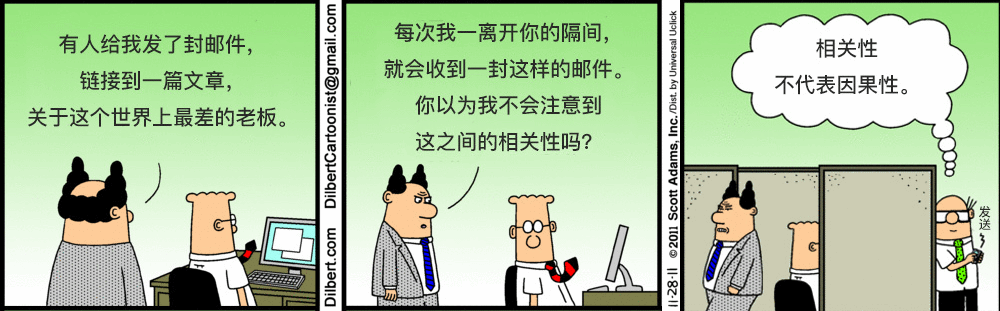 有人给我发了封邮件，
链接到一篇文章，
关于这个世界上最差的老板。
DilbertCartoonist@gmail.com
Dilbert.com
每次我一离开你的隔间，
就会收到一封这样的邮件。
你以为我不会注意到
这之间的相关性吗？
11-28-11 ©2011 Scott Adams, Inc. /Dist. by Universal Uclick
相关性
不代表因果性。
发送